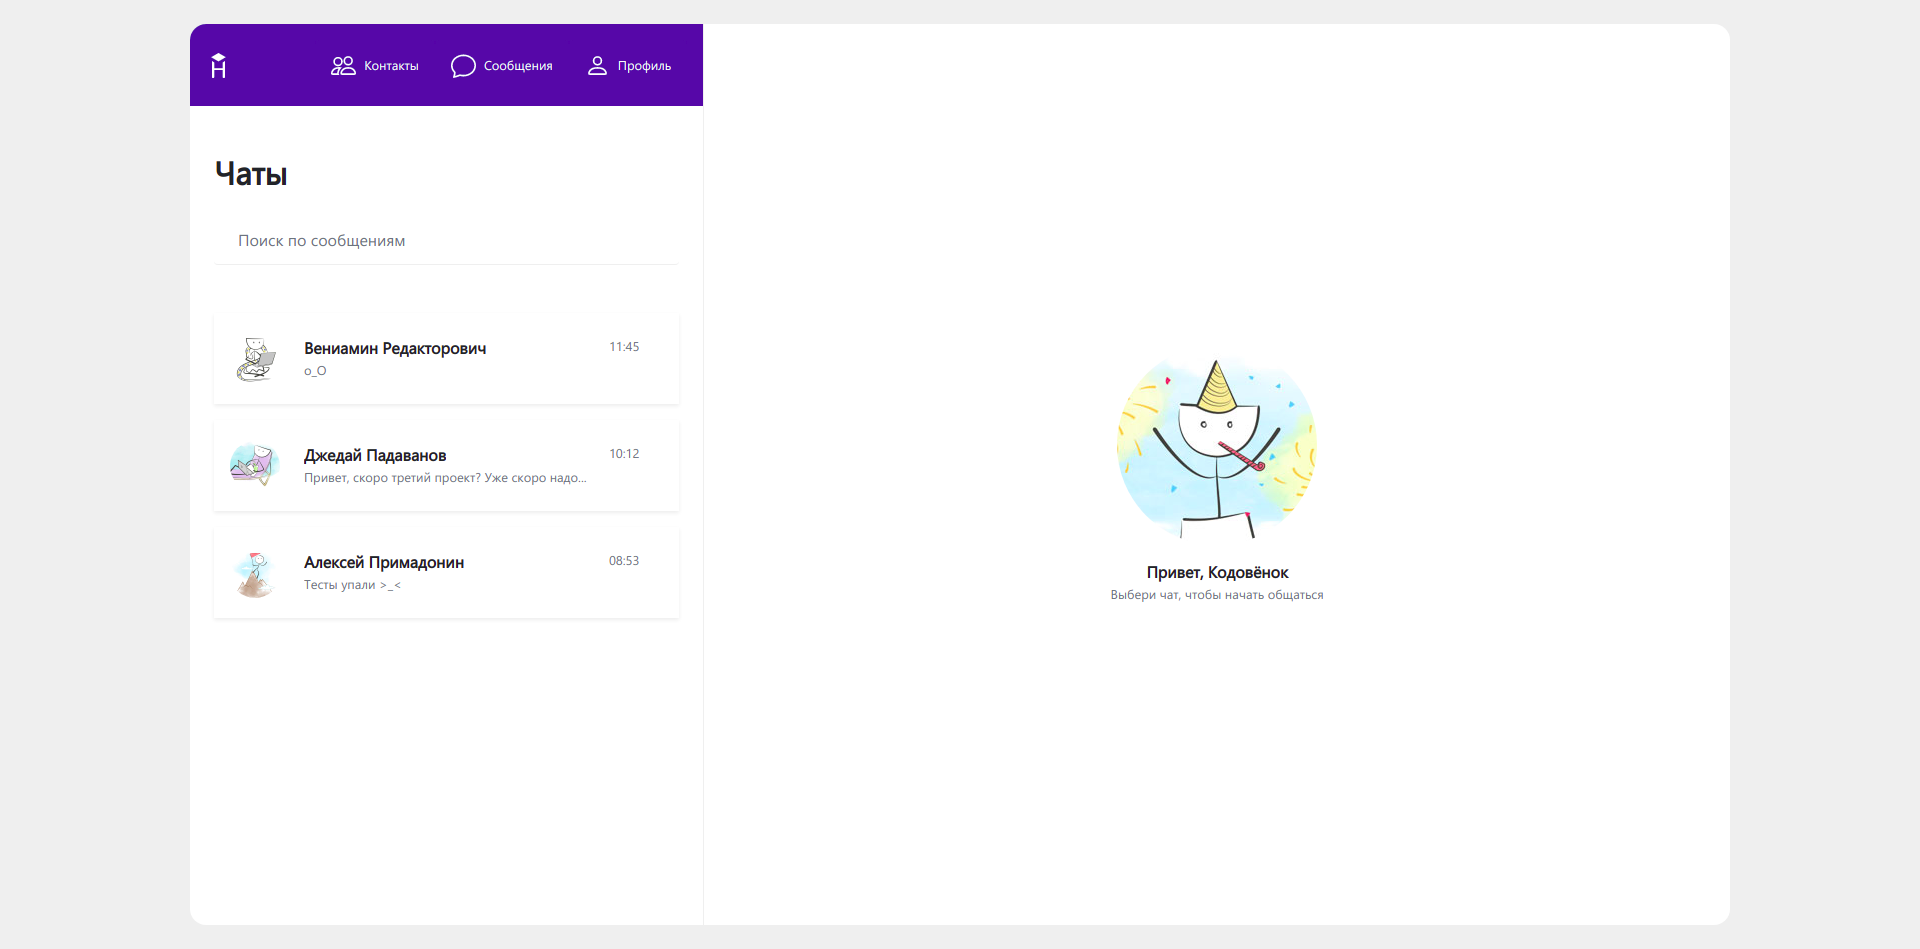 Контакты
Сообщения
Профиль
Чаты
Поиск по сообщениям
Вениамин Редакторович
11:45
о_О
Джедай Падаванов
10:12
Привет, скоро третий проект? Уже скоро надо...
Алексей Примадонин
08:53
Тесты упали >_<
Привет, Кодовёнок
Выбери чат, чтобы начать общаться